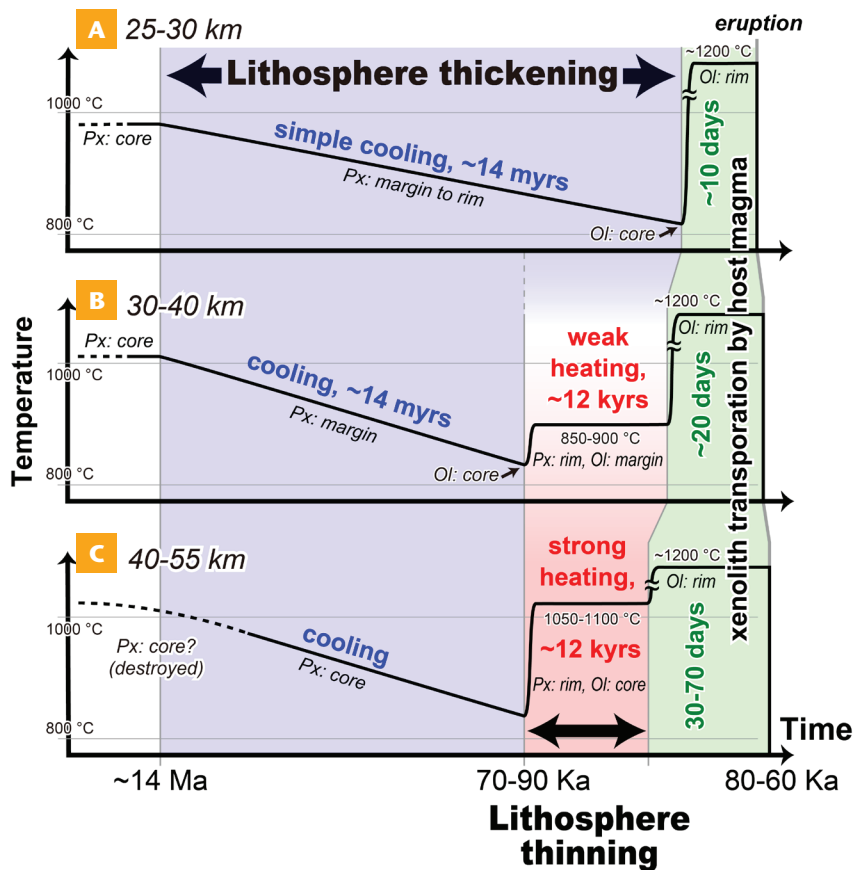 A 25-30 km
eruption
Lithosphere thickening
~1200 °C
Ol: rim
1000 °C
Px: core
simple cooling, ~14 myrs
Px: margin to rim
~10 days
800 °C
Ol: core
B 30-40 km
~1200 °C
Ol: rim
Px: core
1000 °C
weak
heating,
~12 kyrs
cooling, ~14 myrs
Px: margin
850-900 °C
~20 days
Ol: core
Px: rim, Ol: margin
800 °C
Temperature
xenolith transporation by host magma
C 40-55 km
strong
heating,
~1200 °C
Ol: rim
1000 °C
1050-1100 °C
Px: core?
(destroyed)
cooling
Px: core
~12 kyrs
Px: rim, Ol: core
30-70 days
800 °C
Time
~14 Ma
70-90 Ka
80-60 Ka
Lithosphere
thinning